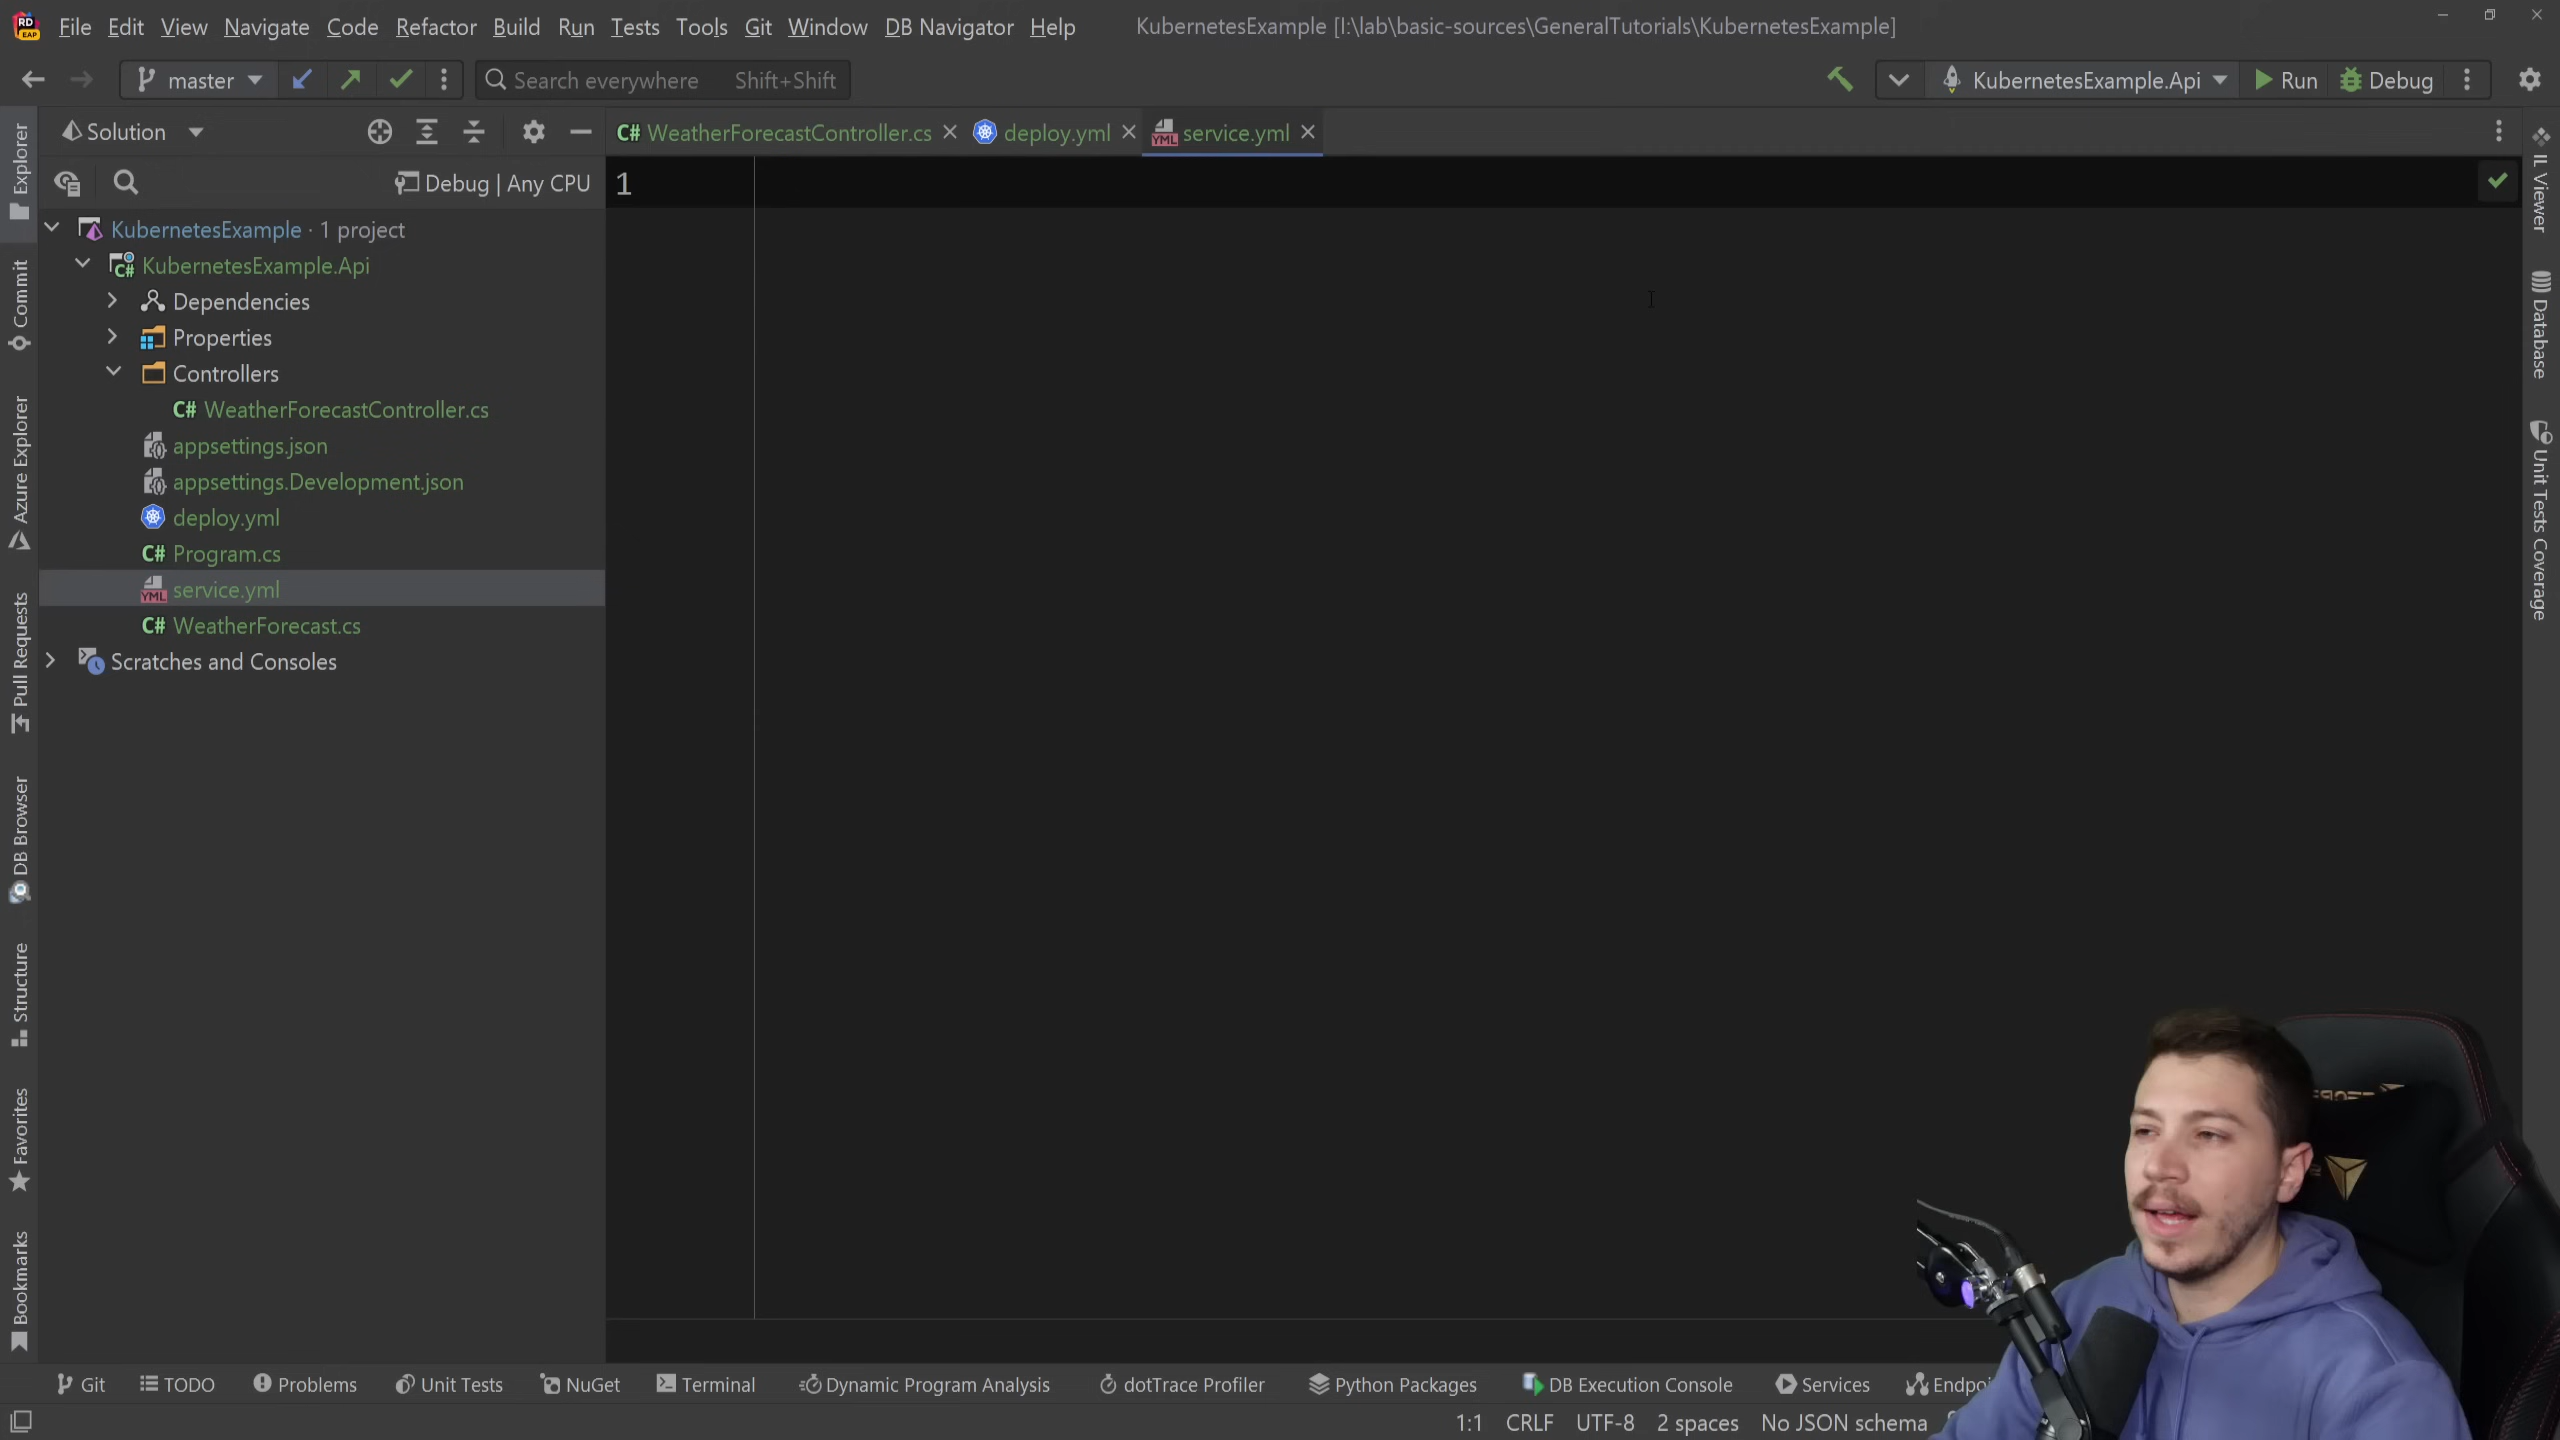 RD
EAP
File Edit View Navigate Code Refactor Build Run Tests Tools Git Window DB Navigator Help
KubernetesExample [I:\lab\basic-sources\GeneralTutorials\KubernetesExample]
master
Search everywhere Shift+Shift
KubernetesExample.Api
Run
Debug
Solution
WeatherForecastController.cs
deploy.yml
service.yml
Debug | Any CPU
1
KubernetesExample · 1 project
KubernetesExample.Api
Dependencies
Properties
Controllers
C# WeatherForecastController.cs
appsettings.json
appsettings.Development.json
deploy.yml
C# Program.cs
YML service.yml
C# WeatherForecast.cs
Scratches and Consoles
Explorer
Commit
Azure Explorer
Pull Requests
DB Browser
Structure
Favorites
Bookmarks
IL Viewer
Database
Unit Tests Coverage
Git
TODO
Problems
Unit Tests
NuGet
Terminal
Dynamic Program Analysis
dotTrace Profiler
Python Packages
DB Execution Console
Services
1:1 CRLF UTF-8 2 spaces No JSON schema